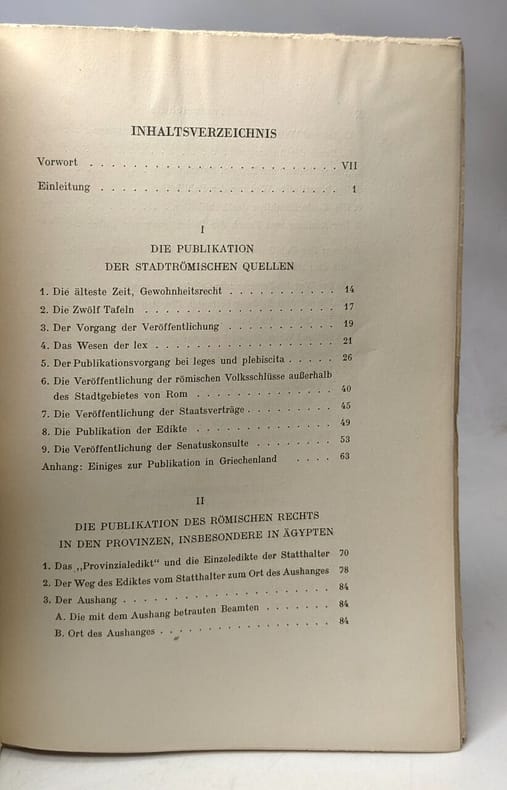 INHALTSVERZEICHNIS
Vorwort . . . . . . . . . . . . . . . . . . . . . . . VII
Einleitung . . . . . . . . . . . . . . . . . . . . . . 1
I
DIE PUBLIKATION
DER STADTRÖMISCHEN QUELLEN
1. Die älteste Zeit, Gewohnheitsrecht . . . . . . . . . . . 14
2. Die Zwölf Tafeln . . . . . . . . . . . . . . . . . . 17
3. Der Vorgang der Veröffentlichung . . . . . . . . . . . 19
4. Das Wesen der lex . . . . . . . . . . . . . . . . . 21
5. Der Publikationsvorgang bei leges und plebiscita . . . . . 26
6. Die Veröffentlichung der römischen Volksschlüsse außerhalb
des Stadtgebietes von Rom . . . . . . . . . . . . . . 40
7. Die Veröffentlichung der Staatsverträge . . . . . . . . . 45
8. Die Publikation der Edikte . . . . . . . . . . . . . . 49
9. Die Veröffentlichung der Senatuskonsulte . . . . . . . . 53
Anhang: Einiges zur Publikation in Griechenland . . . . 63
II
DIE PUBLIKATION DES RÖMISCHEN RECHTS
IN DEN PROVINZEN, INSBESONDERE IN ÄGYPTEN
1. Das „Provinzialedikt" und die Einzeledikte der Statthalter 70
2. Der Weg des Ediktes vom Statthalter zum Ort des Aushanges 78
3. Der Aushang . . . . . . . . . . . . . . . . . . . 84
A. Die mit dem Aushang betrauten Beamten . . . . . . . 84
B. Ort des Aushanges . . . . . . . . . . . . . . . . 84